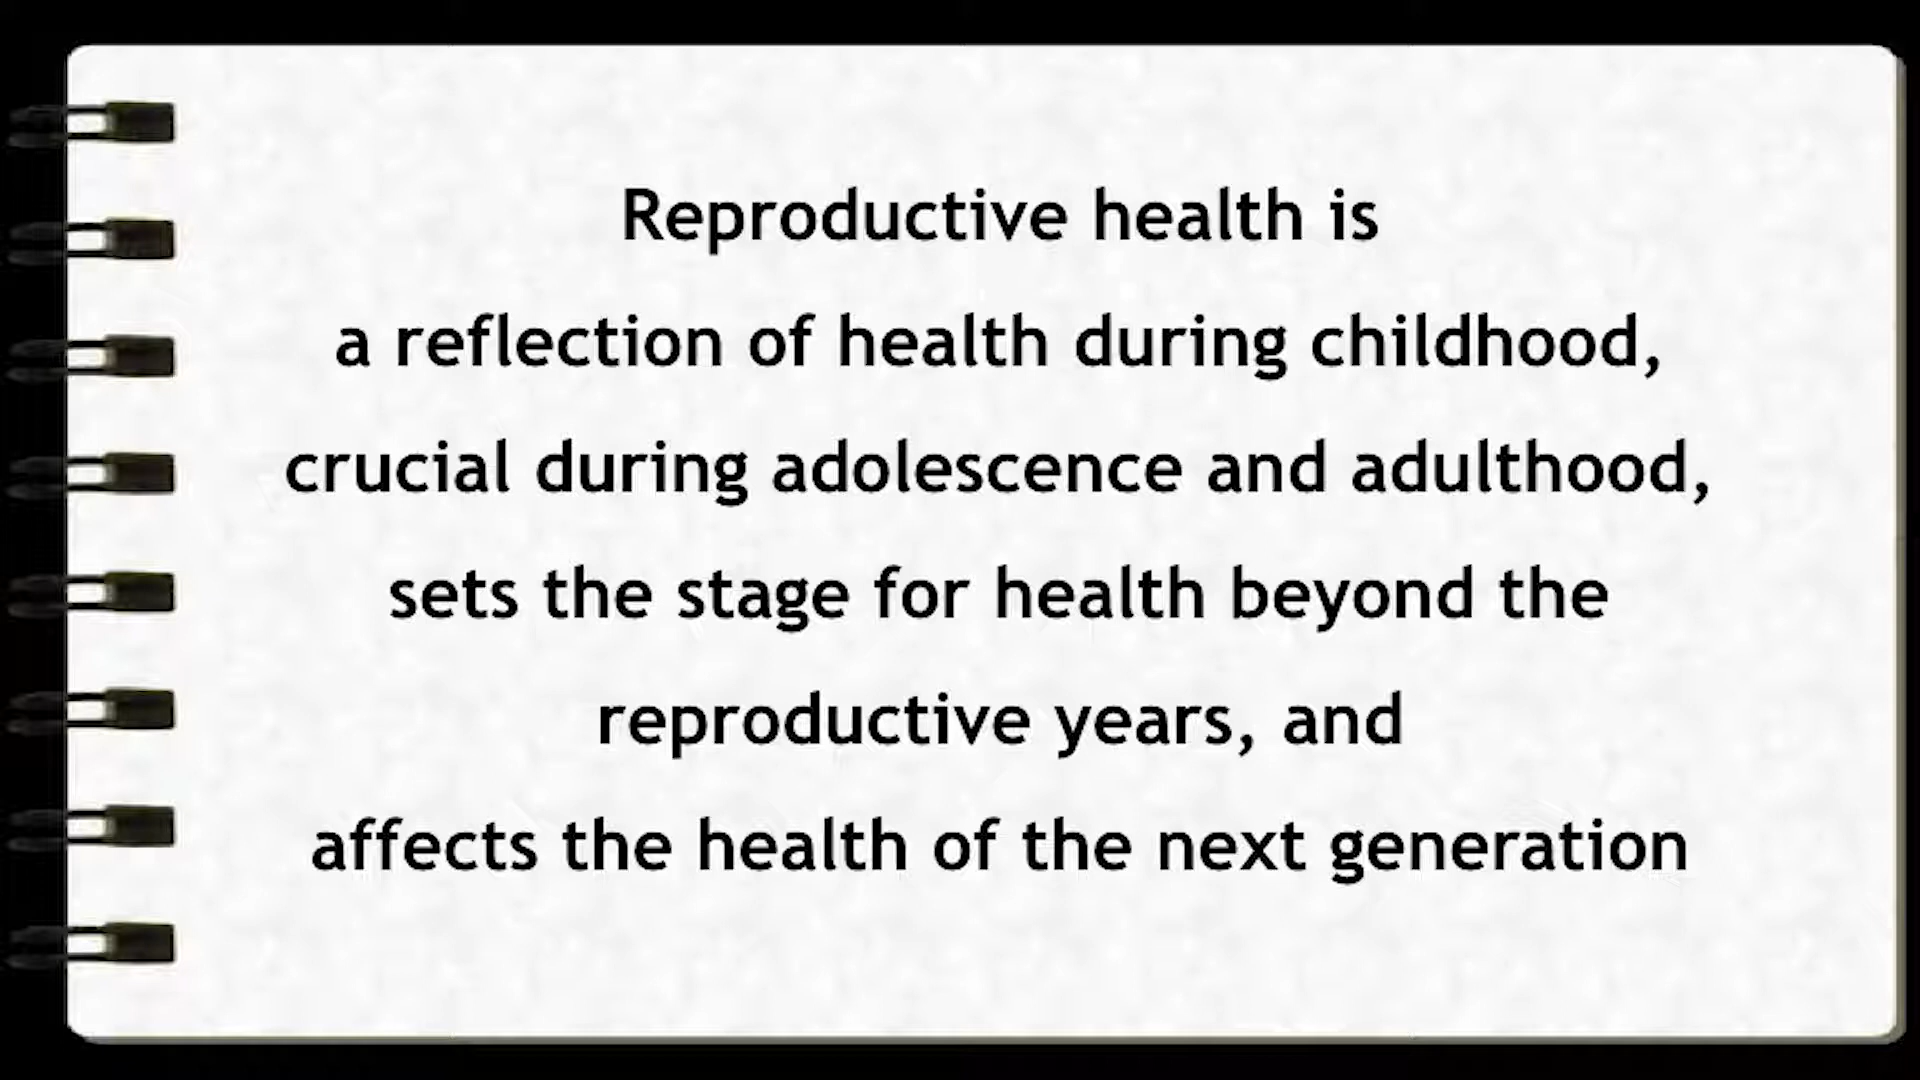 Reproductive health is
a reflection of health during childhood,
crucial during adolescence and adulthood,
sets the stage for health beyond the
reproductive years, and
affects the health of the next generation